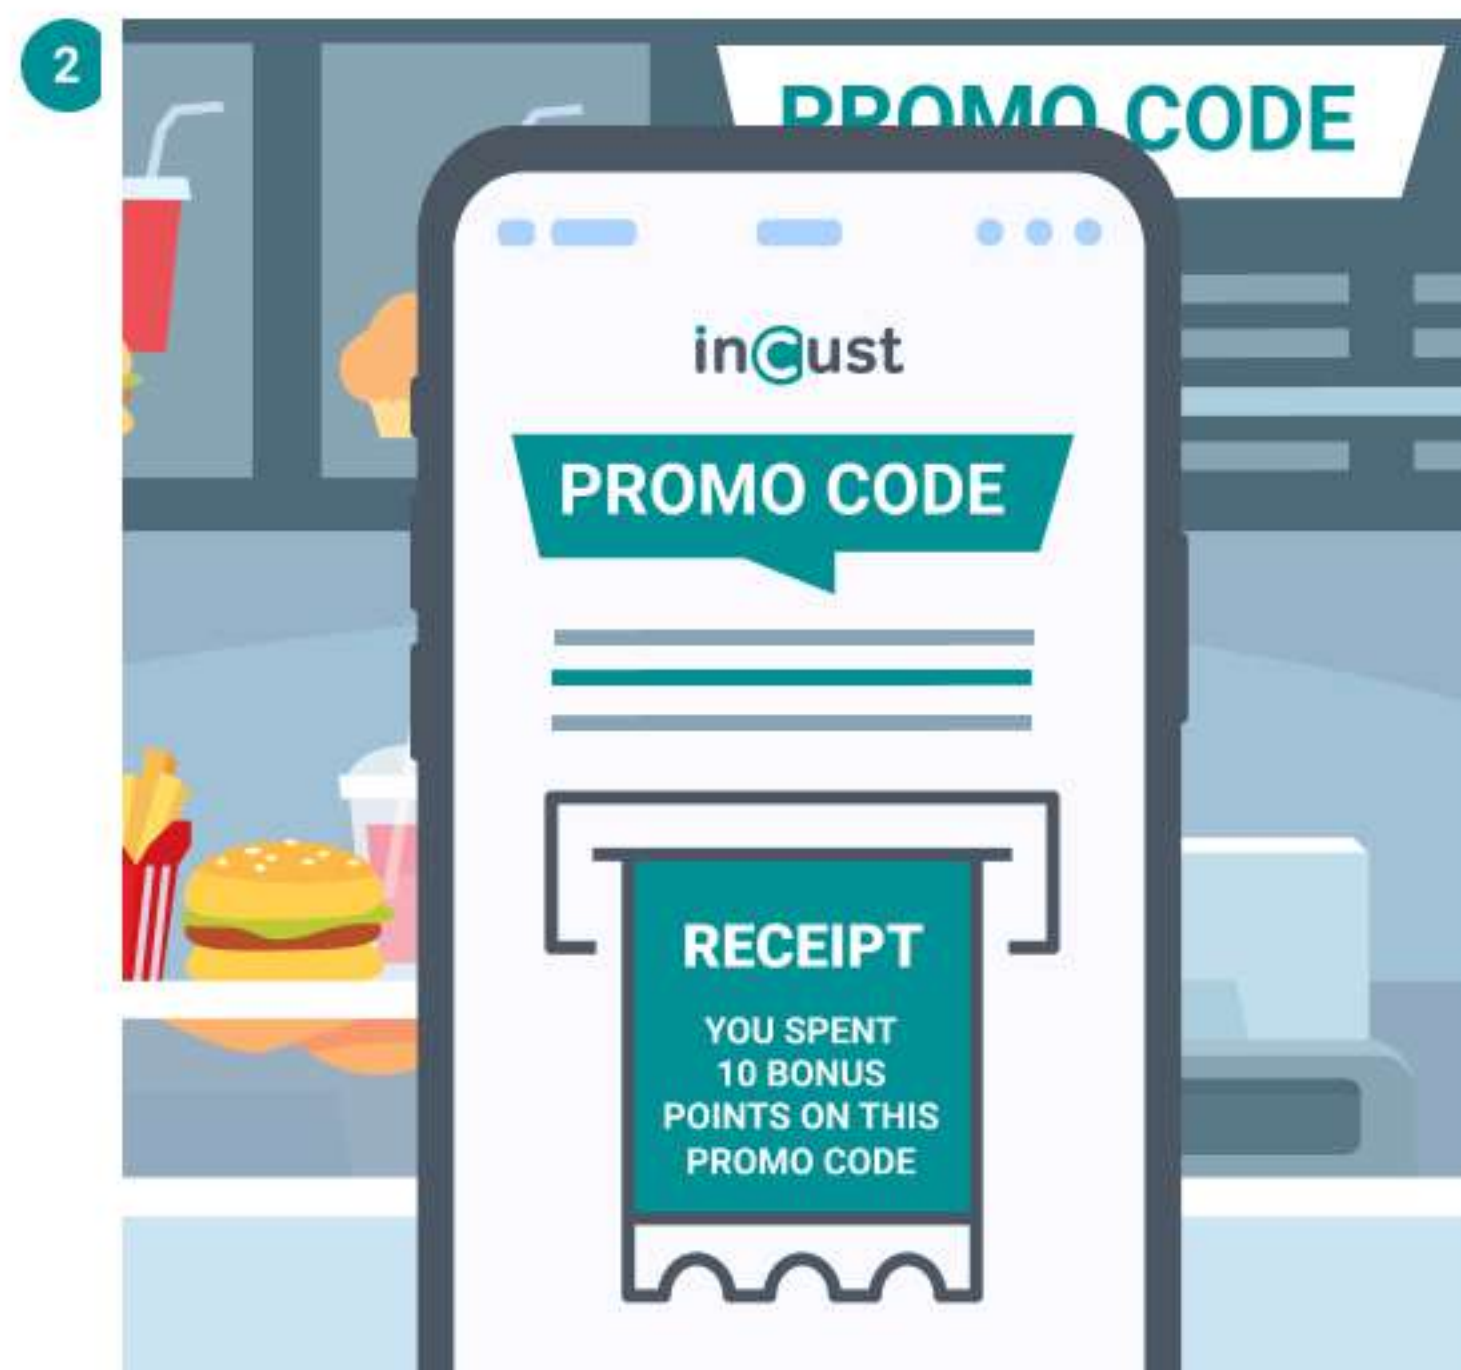 2
PROMO CODE
inCust
PROMO CODE
RECEIPT
YOU SPENT
10 BONUS
POINTS ON THIS
PROMO CODE